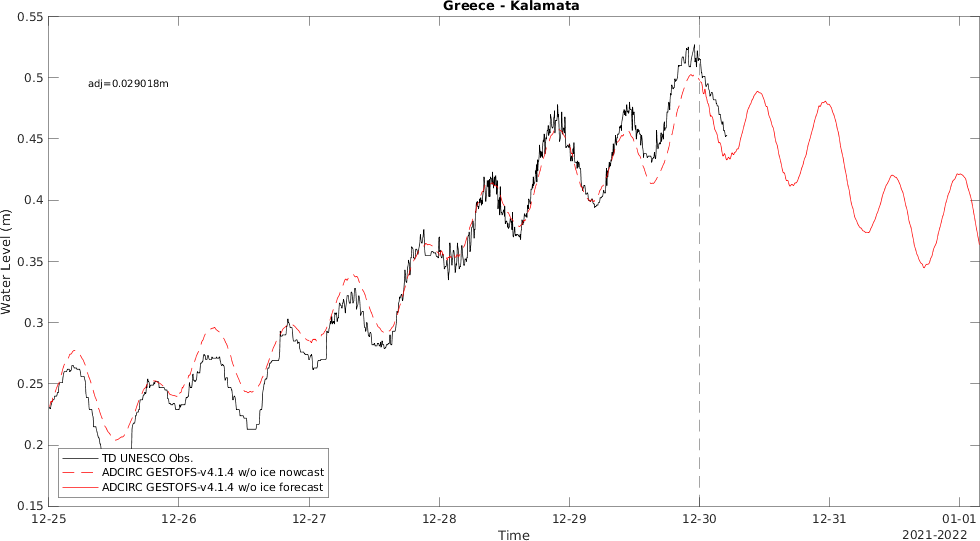 Greece - Kalamata
0.55
0.5
0.45
0.4
0.35
0.3
0.25
0.2
0.15
Water Level (m)
adj=0.029018m
TD UNESCO Obs.
ADCIRC GESTOFS-v4.1.4 w/o ice nowcast
ADCIRC GESTOFS-v4.1.4 w/o ice forecast
12-25
12-26
12-27
12-28
12-29
12-30
12-31
01-01
Time
2021-2022